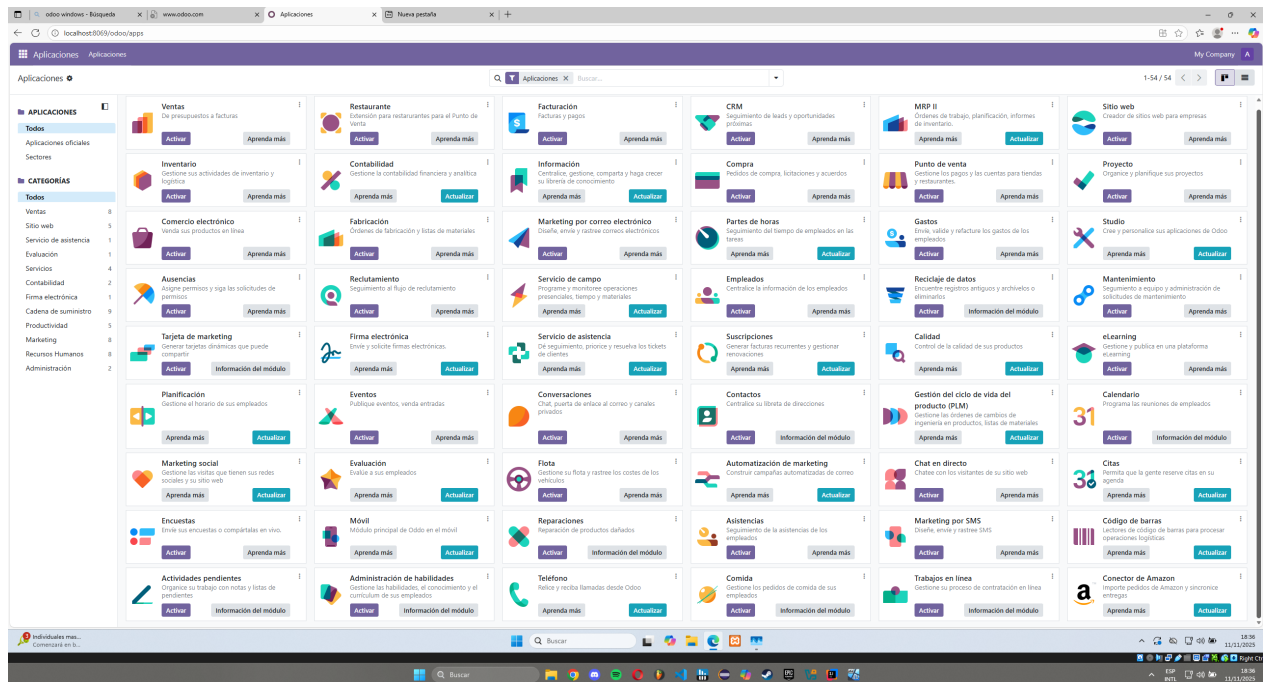 odoo windows - Búsqueda
www.odoo.com
Aplicaciones
Nueva pestaña
localhost:8069/odoo/apps
Aplicaciones Aplicaciones
My Company A
Aplicaciones
Aplicaciones
Buscar...
1-54 / 54
APLICACIONES
Todos
Aplicaciones oficiales
Sectores
CATEGORÍAS
Todos
Ventas 8
Sitio web 5
Servicio de asistencia 1
Evaluación 1
Servicios 4
Contabilidad 2
Firma electrónica 1
Cadena de suministro 9
Productividad 5
Marketing 8
Recursos Humanos 8
Administración 2
Ventas
De presupuestos a facturas
Activar Aprenda más
Restaurante
Extensión para restaurantes para el Punto de
Venta
Activar Aprenda más
Facturación
Facturas y pagos
Activar Aprenda más
CRM
Seguimiento de leads y oportunidades
próximas
Activar Aprenda más
MRP II
Órdenes de trabajo, planificación, informes
de inventario.
Aprenda más Actualizar
Sitio web
Creador de sitios web para empresas
Activar Aprenda más
Inventario
Gestione sus actividades de inventario y
logística
Activar Aprenda más
Contabilidad
Gestione la contabilidad financiera y analítica
Aprenda más Actualizar
Información
Centralice, gestione, comparta y haga crecer
su librería de conocimiento
Aprenda más Actualizar
Compra
Pedidos de compra, licitaciones y acuerdos
Activar Aprenda más
Punto de venta
Gestione los pagos y las cuentas para tiendas
y restaurantes.
Activar Aprenda más
Proyecto
Organice y planifique sus proyectos
Activar Aprenda más
Comercio electrónico
Venda sus productos en línea
Activar Aprenda más
Fabricación
Órdenes de fabricación y listas de materiales
Activar Aprenda más
Marketing por correo electrónico
Diseñe, envíe y rastree correos electrónicos
Activar Aprenda más
Partes de horas
Seguimiento del tiempo de empleados en las
tareas
Aprenda más Actualizar
Gastos
Envíe, valide y refacture los gastos de los
empleados
Activar Aprenda más
Studio
Cree y personalice sus aplicaciones de Odoo
Aprenda más Actualizar
Ausencias
Asigne permisos y siga las solicitudes de
permisos
Activar Aprenda más
Reclutamiento
Seguimiento al flujo de reclutamiento
Activar Aprenda más
Servicio de campo
Programe y monitoree operaciones
presenciales, tiempo y materiales
Aprenda más Actualizar
Empleados
Centralice la información de los empleados
Activar Aprenda más
Reciclaje de datos
Encuentre registros antiguos y archívelos o
elimínarlos
Activar Información del módulo
Mantenimiento
Seguimiento a equipo y administración de
solicitudes de mantenimiento
Activar Aprenda más
Tarjeta de marketing
Generar tarjetas dinámicas que puede
compartir
Activar Información del módulo
Firma electrónica
Envíe y solicite firmas electrónicas.
Aprenda más Actualizar
Servicio de asistencia
Dé seguimiento, priorice y resuelva los tickets
de clientes
Aprenda más Actualizar
Suscripciones
Generar facturas recurrentes y gestionar
renovaciones
Aprenda más Actualizar
Calidad
Control de la calidad de sus productos
Aprenda más Actualizar
eLearning
Gestione y publica en una plataforma
eLearning
Activar Aprenda más
Planificación
Gestione el horario de sus empleados
Aprenda más Actualizar
Eventos
Publique eventos, venda entradas
Activar Aprenda más
Conversaciones
Chat, puerta de enlace al correo y canales
privados
Activar Aprenda más
Contactos
Centralice su libreta de direcciones
Activar Información del módulo
Gestión del ciclo de vida del
producto (PLM)
Gestione las órdenes de cambios de
ingeniería en productos, listas de materiales
Aprenda más Actualizar
31
Calendario
Programa las reuniones de empleados
Activar Información del módulo
Marketing social
Gestione las visitas que tienen sus redes
sociales y su sitio web
Aprenda más Actualizar
Evaluación
Evalúe a sus empleados
Aprenda más Actualizar
Flota
Gestione su flota y rastree los costes de los
vehículos
Activar Aprenda más
Automatización de marketing
Construir campañas automatizadas de correo
Aprenda más Actualizar
Chat en directo
Chatee con los visitantes de su sitio web
Activar Aprenda más
31
Citas
Permita que la gente reserve citas en su
agenda
Aprenda más Actualizar
Encuestas
Envíe sus encuestas o compártalas en vivo.
Activar Aprenda más
Móvil
Módulo principal de Oddo en el móvil
Aprenda más Actualizar
Reparaciones
Reparación de productos dañados
Activar Información del módulo
Asistencias
Seguimiento de la asistencias de los
empleados
Activar Aprenda más
Marketing por SMS
Diseñe, envíe y rastree SMS
Activar Aprenda más
Código de barras
Lectores de código de barras para procesar
operaciones logísticas
Aprenda más Actualizar
Actividades pendientes
Organice su trabajo con notas y listas de
pendientes
Activar Información del módulo
Administración de habilidades
Gestione las habilidades, el conocimiento y el
currículum de sus empleados
Activar Información del módulo
Teléfono
Relice y reciba llamadas desde Odoo
Aprenda más Actualizar
Comida
Gestione los pedidos de comida de sus
empleados
Activar Información del módulo
Trabajos en línea
Gestione su proceso de contratación en línea
Activar Información del módulo
a
Conector de Amazon
Importe pedidos de Amazon y sincronice
entregas
Aprenda más Actualizar
Individuales mas...
Comenzará en b...
Buscar
18:36
11/11/2025
Right Ctrl
Buscar
ESP
INTL
18:36
11/11/2025